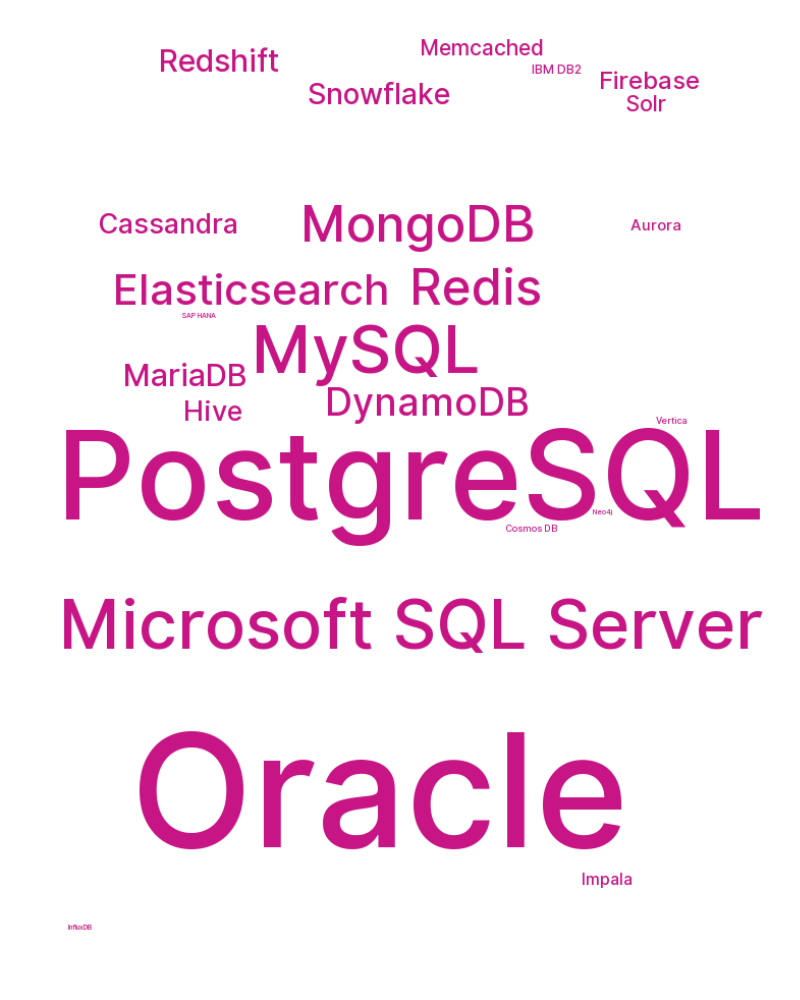 Memcached
Redshift
IBM DB2
Firebase
Snowflake
Solr
Cassandra
MongoDB
Aurora
Elasticsearch
Redis
SAP HANA
MySQL
MariaDB
DynamoDB
Hive
Vertica
PostgreSQL
Neo4j
Cosmos DB
Microsoft SQL Server
Oracle
Impala
InfluxDB